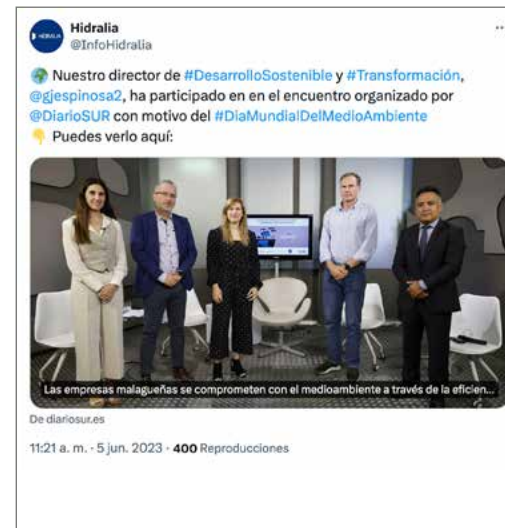 Hidralia
@InfoHidralia
🌍 Nuestro director de #DesarrolloSostenible y #Transformación,
@gjespinosa2, ha participado en en el encuentro organizado por
@DiarioSUR con motivo del #DiaMundialDelMedioAmbiente
👇 Puedes verlo aquí:
Las empresas malagueñas se comprometen con el medioambiente a través de la eficien...
De diariosur.es
11:21 a. m. · 5 jun. 2023 · 400 Reproducciones